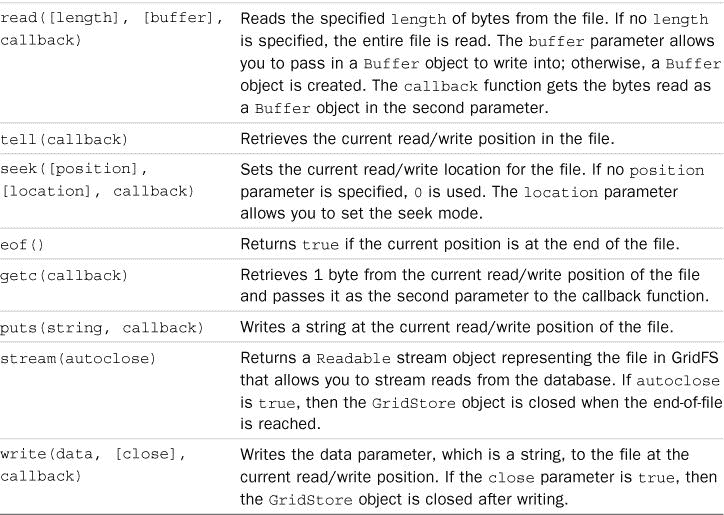 read([length], [buffer], callback)
Reads the specified length of bytes from the file. If no length
is specified, the entire file is read. The buffer parameter allows
you to pass in a Buffer object to write into; otherwise, a Buffer
object is created. The callback function gets the bytes read as
a Buffer object in the second parameter.
tell(callback)
Retrieves the current read/write position in the file.
seek([position],
[location], callback)
Sets the current read/write location for the file. If no position
parameter is specified, 0 is used. The location parameter
allows you to set the seek mode.
eof()
Returns true if the current position is at the end of the file.
getc(callback)
Retrieves 1 byte from the current read/write position of the file
and passes it as the second parameter to the callback function.
puts(string, callback)
Writes a string at the current read/write position of the file.
stream(autoclose)
Returns a Readable stream object representing the file in GridFS
that allows you to stream reads from the database. If autoclose
is true, then the GridStore object is closed when the end-of-file
is reached.
write(data, [close],
callback)
Writes the data parameter, which is a string, to the file at the
current read/write position. If the close parameter is true, then
the GridStore object is closed after writing.